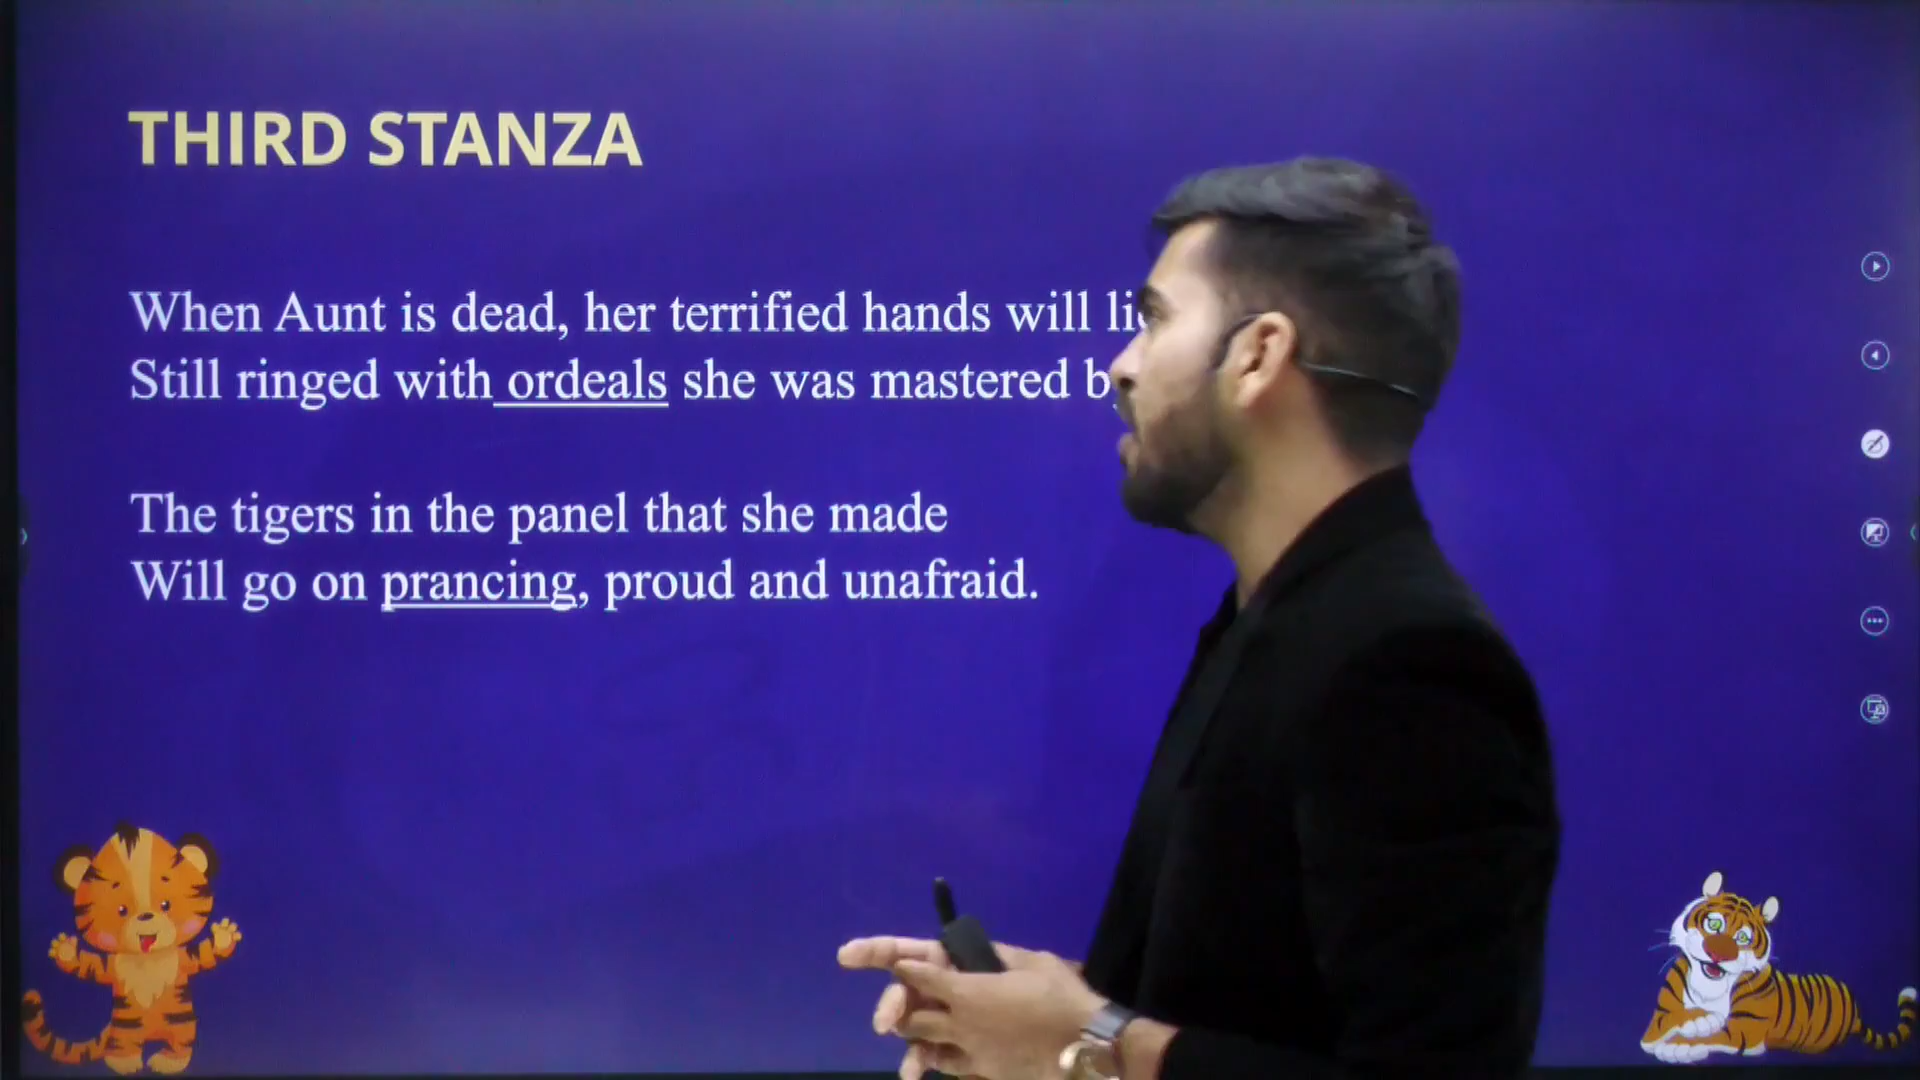 THIRD STANZA
When Aunt is dead, her terrified hands will
Still ringed with ordeals she was mastered
The tigers in the panel that she made
Will go on prancing, proud and unafraid.